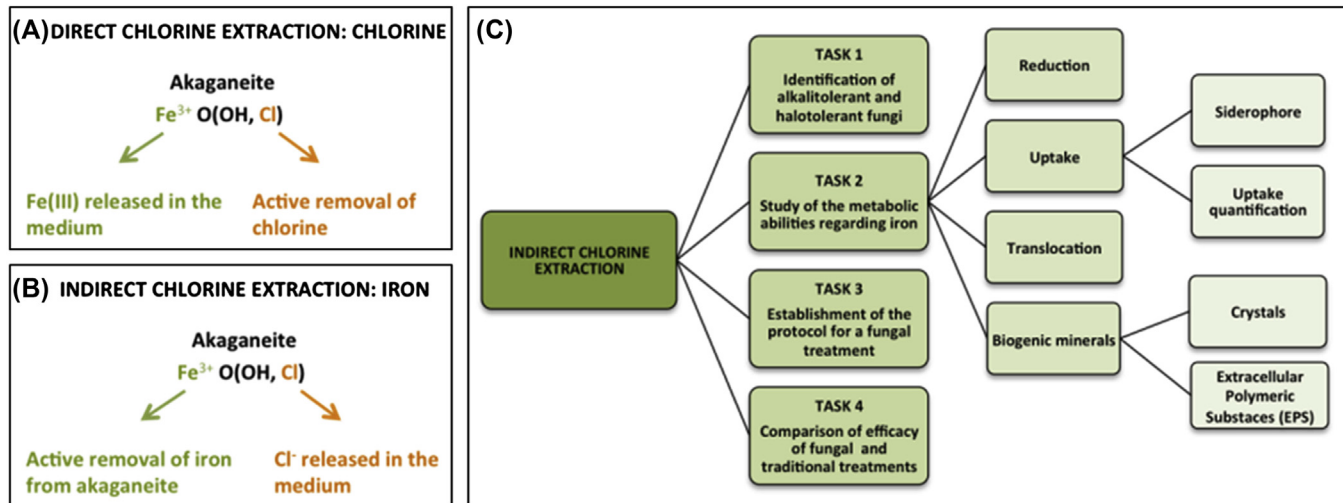 (A) DIRECT CHLORINE EXTRACTION: CHLORINE
Akaganeite
Fe³⁺ O(OH, Cl)
Fe(III) released in the
medium
Active removal of
chlorine
(B) INDIRECT CHLORINE EXTRACTION: IRON
Akaganeite
Fe³⁺ O(OH, Cl)
Active removal of iron
from akaganeite
Cl⁻ released in the
medium
(C)
INDIRECT CHLORINE
EXTRACTION
TASK 1
Identification of
alkalitolerant and
halotolerant fungi
TASK 2
Study of the metabolic
abilities regarding iron
TASK 3
Establishment of the
protocol for a fungal
treatment
TASK 4
Comparison of efficacy
of fungal and
traditional treatments
Reduction
Uptake
Translocation
Biogenic minerals
Siderophore
Uptake
quantification
Crystals
Extracellular
Polymeric
Substaces (EPS)